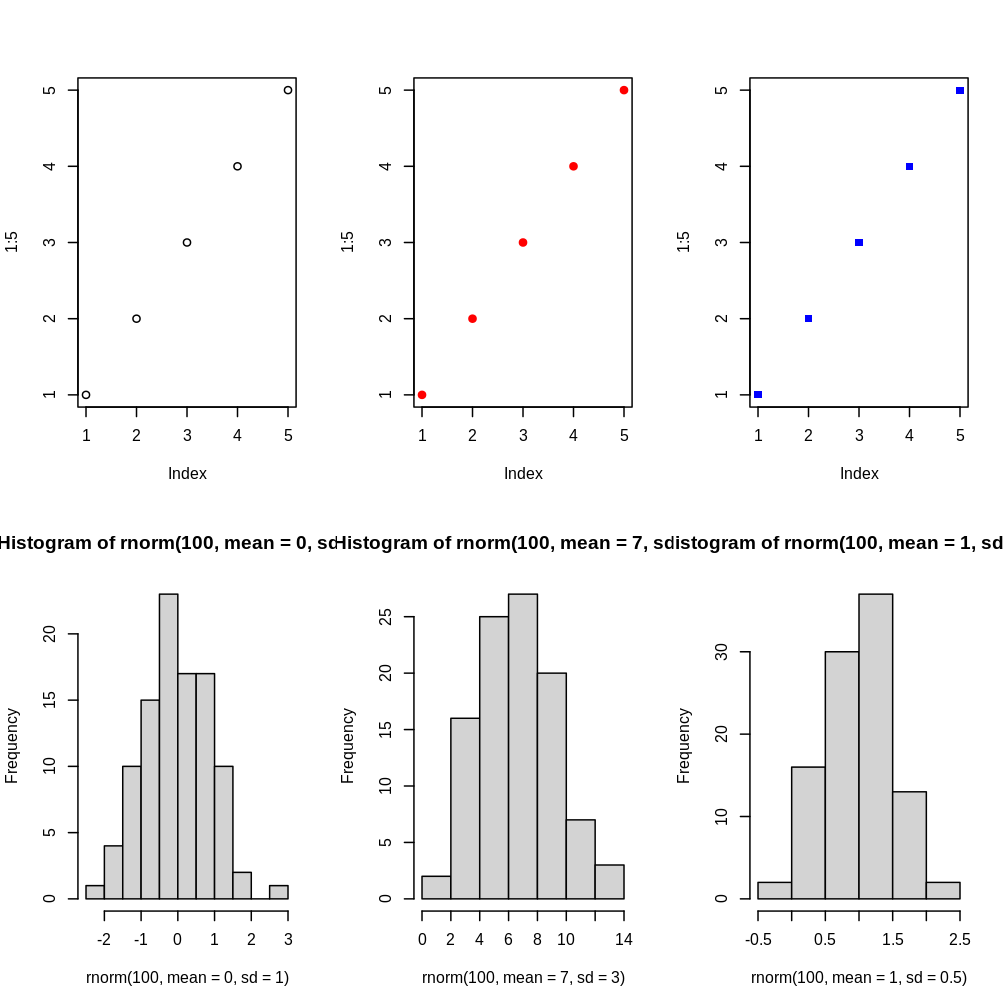 5
4
3
2
1
1:5
1 2 3 4 5
Index
5
4
3
2
1
1:5
1 2 3 4 5
Index
5
4
3
2
1
1:5
1 2 3 4 5
Index
Histogram of rnorm(100, mean = 0, sd
20
15
10
5
0
Frequency
-2 -1 0 1 2 3
rnorm(100, mean = 0, sd = 1)
Histogram of rnorm(100, mean = 7, sd
25
20
15
10
5
0
Frequency
0 2 4 6 8 10 14
rnorm(100, mean = 7, sd = 3)
istogram of rnorm(100, mean = 1, sd
30
20
10
0
Frequency
-0.5 0.5 1.5 2.5
rnorm(100, mean = 1, sd = 0.5)